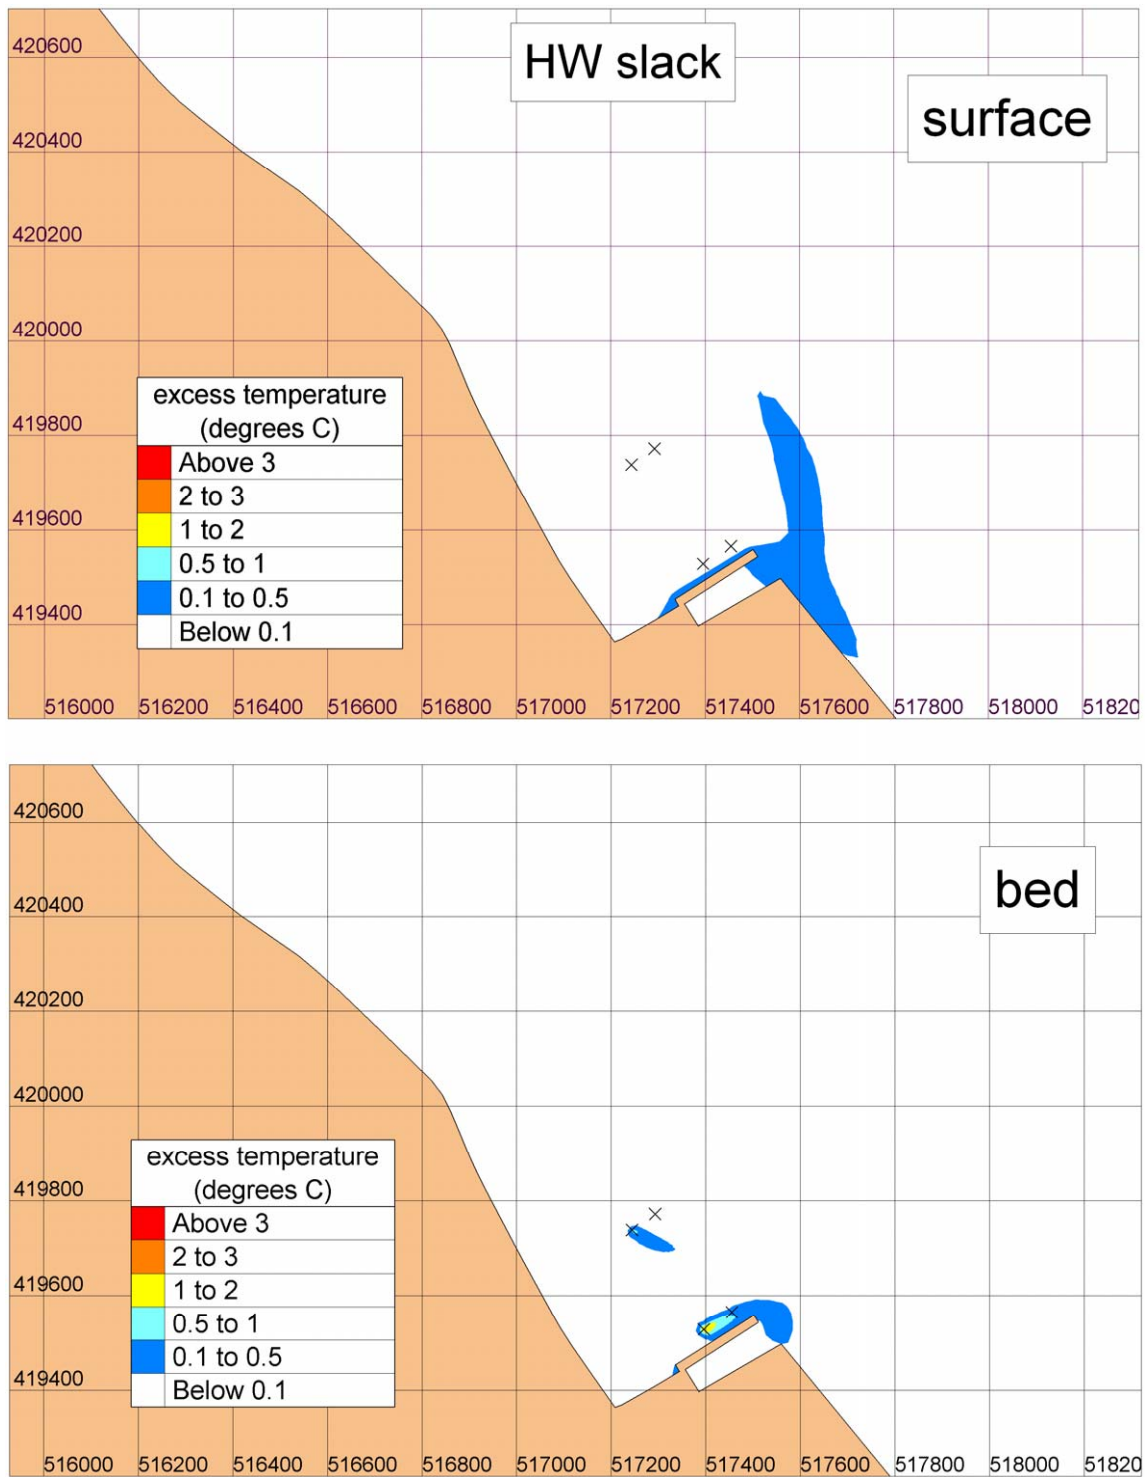 HW slack
surface
420600
420400
420200
420000
419800
419600
419400
excess temperature
(degrees C)
Above 3
2 to 3
1 to 2
0.5 to 1
0.1 to 0.5
Below 0.1
516000 516200 516400 516600 516800 517000 517200 517400 517600 517800 518000 51820
bed
420600
420400
420200
420000
419800
419600
419400
excess temperature
(degrees C)
Above 3
2 to 3
1 to 2
0.5 to 1
0.1 to 0.5
Below 0.1
516000 516200 516400 516600 516800 517000 517200 517400 517600 517800 518000 51820